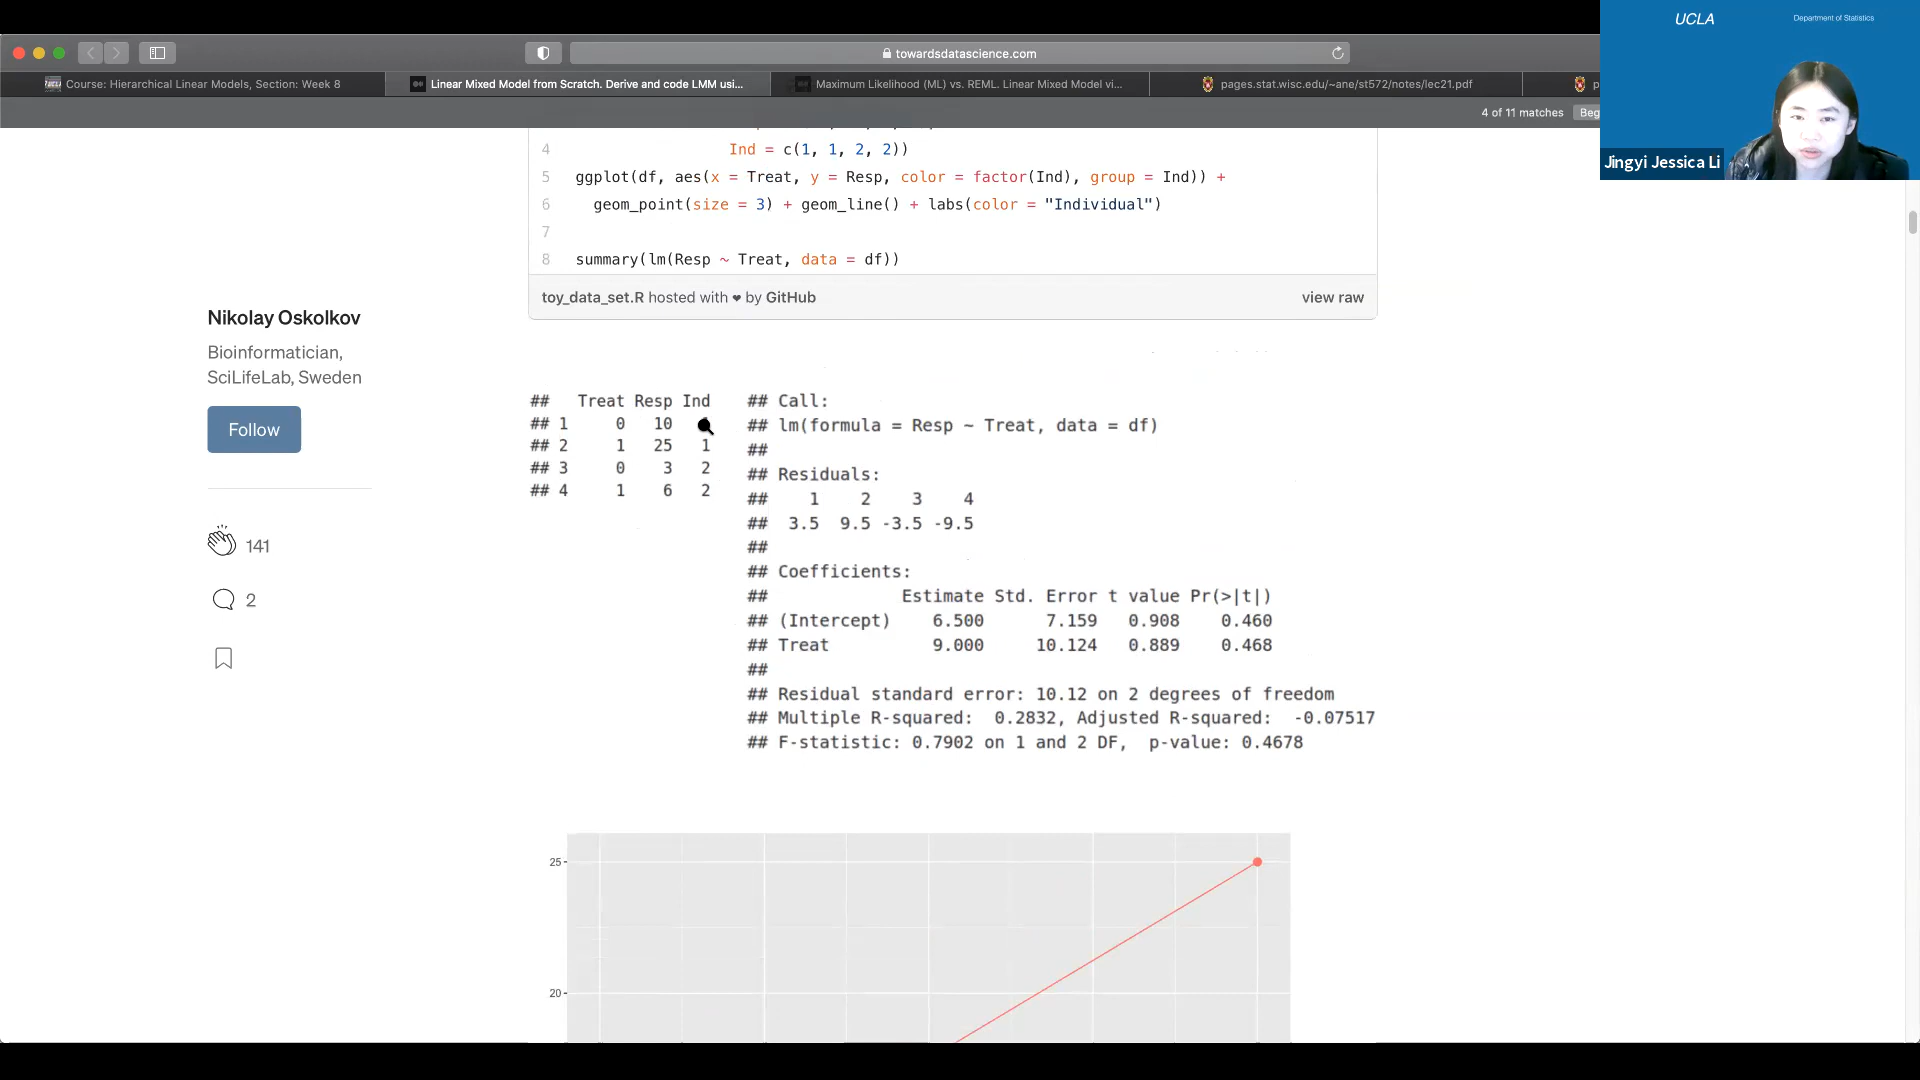 UCLA
Department of Statistics
towardsdatascience.com
Course: Hierarchical Linear Models, Section: Week 8
Linear Mixed Model from Scratch. Derive and code LMM usi...
Maximum Likelihood (ML) vs. REML. Linear Mixed Model vi...
pages.stat.wisc.edu/~ane/st572/notes/lec21.pdf
p
4 of 11 matches
Beg
Jingyi Jessica Li
4 Ind = c(1, 1, 2, 2))
5 ggplot(df, aes(x = Treat, y = Resp, color = factor(Ind), group = Ind)) +
6 geom_point(size = 3) + geom_line() + labs(color = "Individual")
7
8 summary(lm(Resp ~ Treat, data = df))
toy_data_set.R hosted with ❤ by GitHub
view raw
Nikolay Oskolkov
Bioinformatician,
SciLifeLab, Sweden
Follow
141
2
## Treat Resp Ind
## 1 0 10
## 2 1 25 1
## 3 0 3 2
## 4 1 6 2
## Call:
## lm(formula = Resp ~ Treat, data = df)
##
## Residuals:
## 1 2 3 4
## 3.5 9.5 -3.5 -9.5
##
## Coefficients:
## Estimate Std. Error t value Pr(>|t|)
## (Intercept) 6.500 7.159 0.908 0.460
## Treat 9.000 10.124 0.889 0.468
##
## Residual standard error: 10.12 on 2 degrees of freedom
## Multiple R-squared: 0.2832, Adjusted R-squared: -0.07517
## F-statistic: 0.7902 on 1 and 2 DF, p-value: 0.4678
25
20